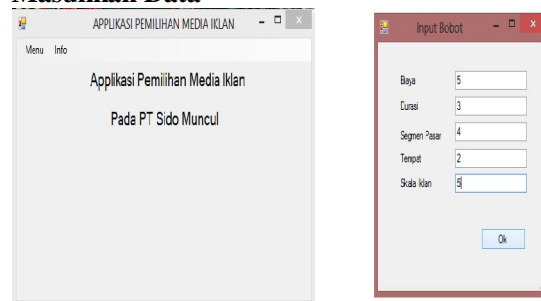 Masukkan Data
APPLIKASI PEMILIHAN MEDIA IKLAN
Menu Info
Applikasi Pemilihan Media Iklan
Pada PT Sido Muncul
Input Bobot
Biaya 5
Durasi 3
Segmen Pasar 4
Tempat 2
Skala Iklan 5
Ok